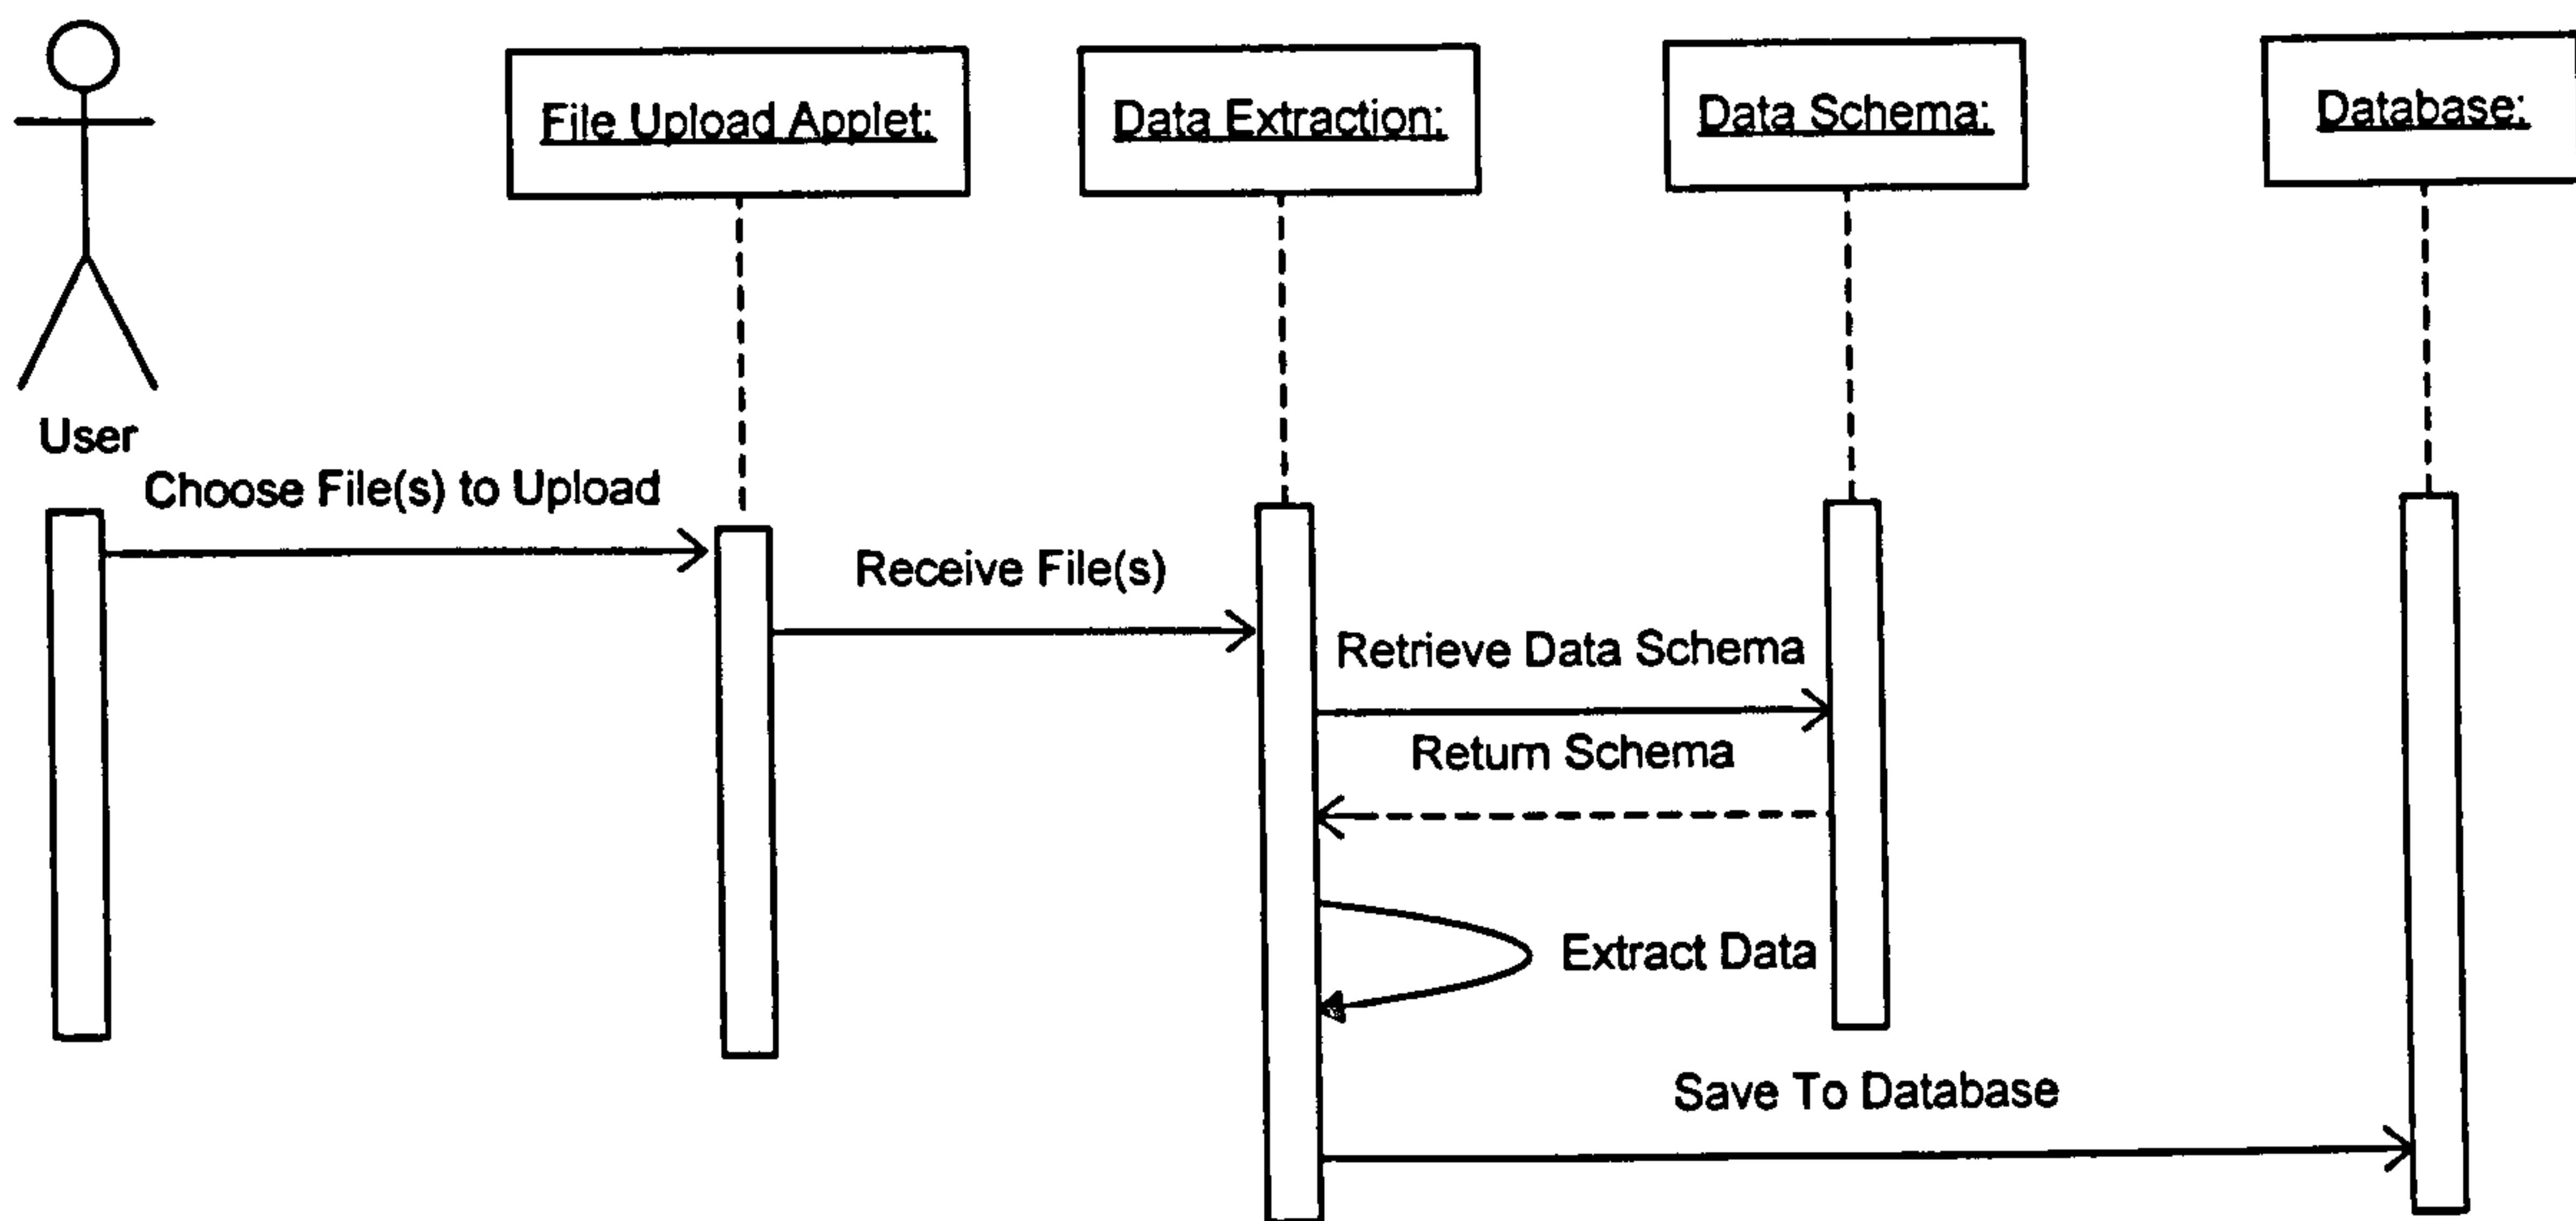 File Upload Applet:
Data Extraction:
Data Schema:
Database:
User
Choose File(s) to Upload
Receive File(s)
Retrieve Data Schema
Return Schema
Extract Data
Save To Database